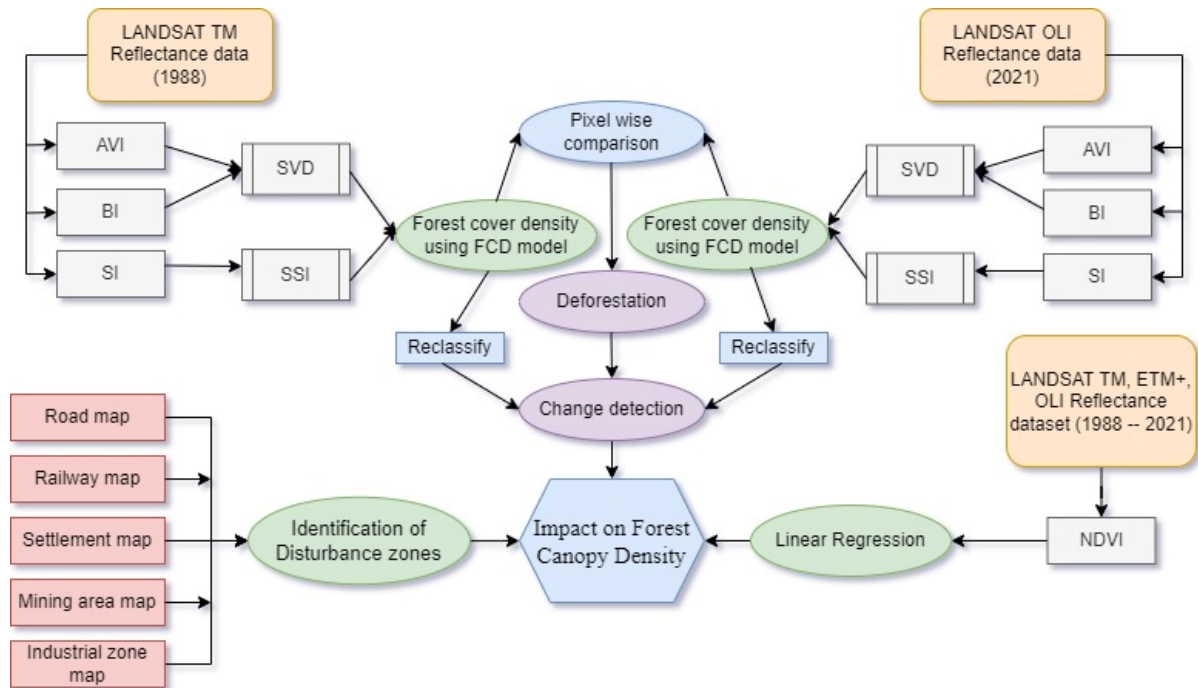 LANDSAT TM
Reflectance data
(1988)
LANDSAT OLI
Reflectance data
(2021)
Pixel wise
comparison
AVI
BI
SI
SVD
SSI
Forest cover density
using FCD model
Forest cover density
using FCD model
SVD
SSI
AVI
BI
SI
Deforestation
Reclassify
Reclassify
Change detection
LANDSAT TM, ETM+,
OLI Reflectance
dataset (1988 -- 2021)
Road map
Railway map
Settlement map
Mining area map
Industrial zone
map
Identification of
Disturbance zones
Impact on Forest
Canopy Density
Linear Regression
NDVI